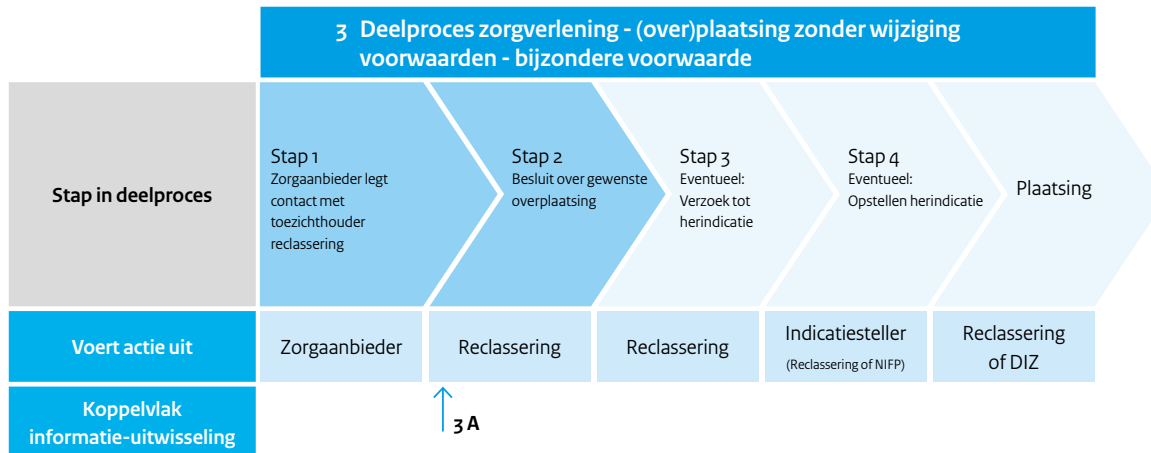 3 Deelproces zorgverlening - (over)plaatsing zonder wijziging
voorwaarden - bijzondere voorwaarde
Stap in deelproces
Stap 1
Zorgaanbieder legt
contact met
toezichthouder
reclassering
Stap 2
Besluit over gewenste
overplaatsing
Stap 3
Eventueel:
Verzoek tot
herindicatie
Stap 4
Eventueel:
Opstellen herindicatie
Plaatsing
Voert actie uit
Zorgaanbieder
Reclassering
Reclassering
Indicatiesteller
(Reclassering of NIFP)
Reclassering
of DIZ
Koppelvlak
informatie-uitwisseling
3 A